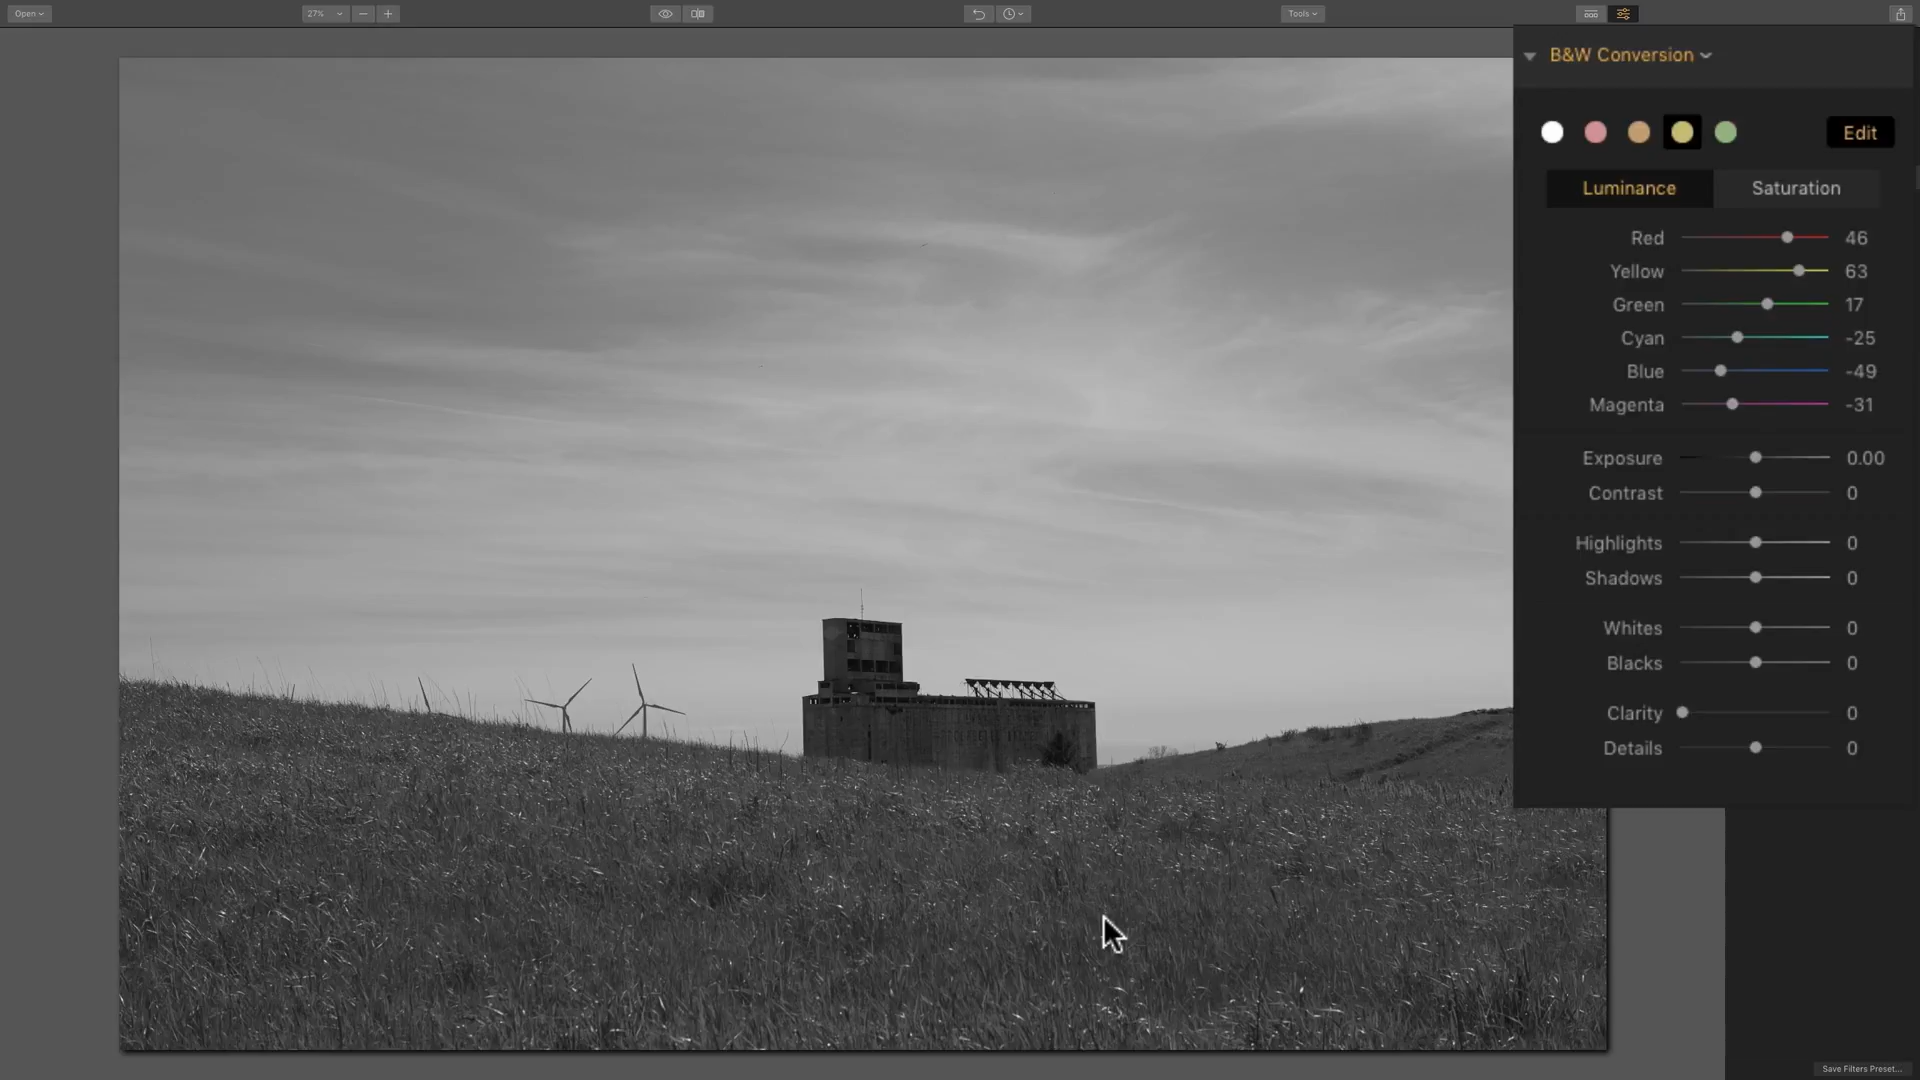 Open
27%
Tools
B&W Conversion
Edit
Luminance Saturation
Red 46
Yellow 63
Green 17
Cyan -25
Blue -49
Magenta -31
Exposure 0.00
Contrast 0
Highlights 0
Shadows 0
Whites 0
Blacks 0
Clarity 0
Details 0
Save Filters Preset...